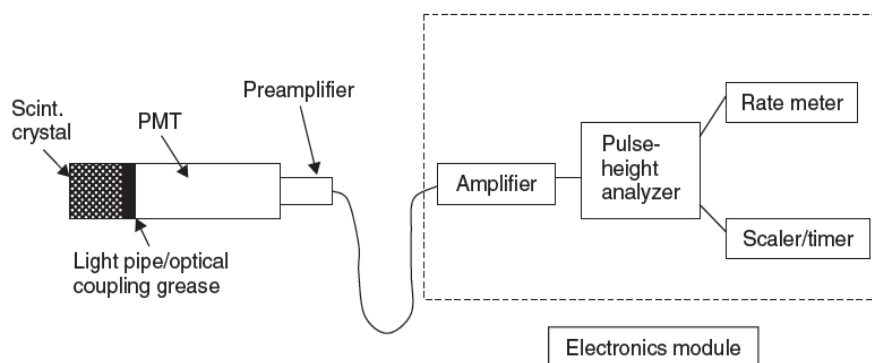 Scint.
crystal
PMT
Preamplifier
Light pipe/optical
coupling grease
Amplifier
Pulse-
height
analyzer
Rate meter
Scaler/timer
Electronics module